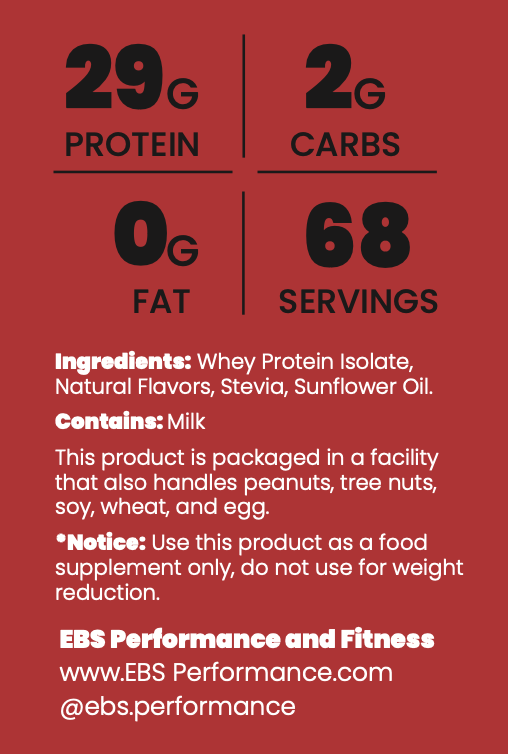 29G
PROTEIN
2G
CARBS
0G
FAT
68
SERVINGS
Ingredients: Whey Protein Isolate,
Natural Flavors, Stevia, Sunflower Oil.
Contains: Milk
This product is packaged in a facility
that also handles peanuts, tree nuts,
soy, wheat, and egg.
*Notice: Use this product as a food
supplement only, do not use for weight
reduction.
EBS Performance and Fitness
www.EBS Performance.com
@ebs.performance